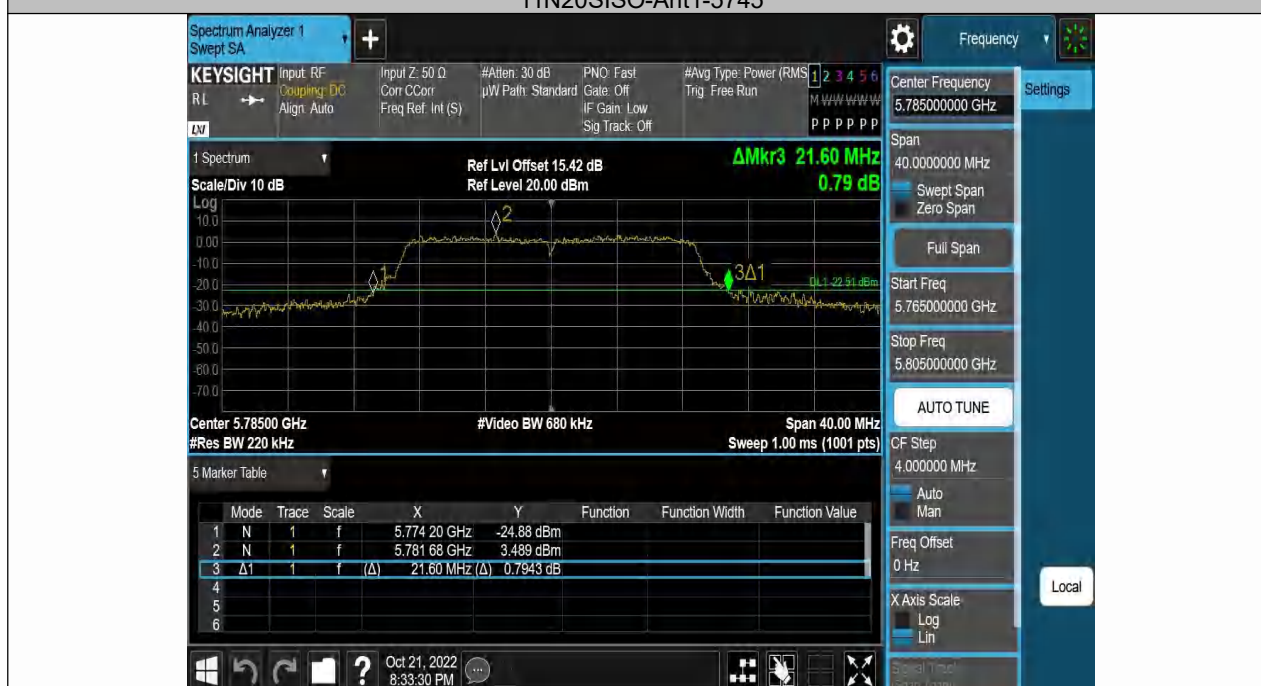 11N20SISO-Ant1-5745
Spectrum Analyzer 1
Swept SA
Frequency
KEYSIGHT
RL
LXI
Input: RF
Coupling: DC
Align: Auto
Input Z: 50 Ω
Corr CCorr
Freq Ref: Int (S)
#Atten: 30 dB
µW Path: Standard
PNO: Fast
Gate: Off
IF Gain: Low
Sig Track: Off
#Avg Type: Power (RMS
Trig: Free Run
1 2 3 4 5 6
M W W W W W
P P P P P P
Center Frequency
5.785000000 GHz
Settings
1 Spectrum
Ref Lvl Offset 15.42 dB
ΔMkr3 21.60 MHz
Scale/Div 10 dB
Ref Level 20.00 dBm
0.79 dB
Span
40.0000000 MHz
Swept Span
Zero Span
Log
10.0
0.00
-10.0
-20.0
-30.0
-40.0
-50.0
-60.0
-70.0
2
1
3Δ1
DL1 -22.51 dBm
Full Span
Start Freq
5.765000000 GHz
Stop Freq
5.805000000 GHz
AUTO TUNE
Center 5.78500 GHz
#Video BW 680 kHz
Span 40.00 MHz
#Res BW 220 kHz
Sweep 1.00 ms (1001 pts)
CF Step
4.000000 MHz
Auto
Man
5 Marker Table
Mode Trace Scale X Y Function Function Width Function Value
1 N 1 f 5.774 20 GHz -24.88 dBm
2 N 1 f 5.781 68 GHz 3.489 dBm
3 Δ1 1 f (Δ) 21.60 MHz (Δ) 0.7943 dB
4
5
6
Freq Offset
0 Hz
X Axis Scale
Log
Lin
Local
Oct 21, 2022
8:33:30 PM